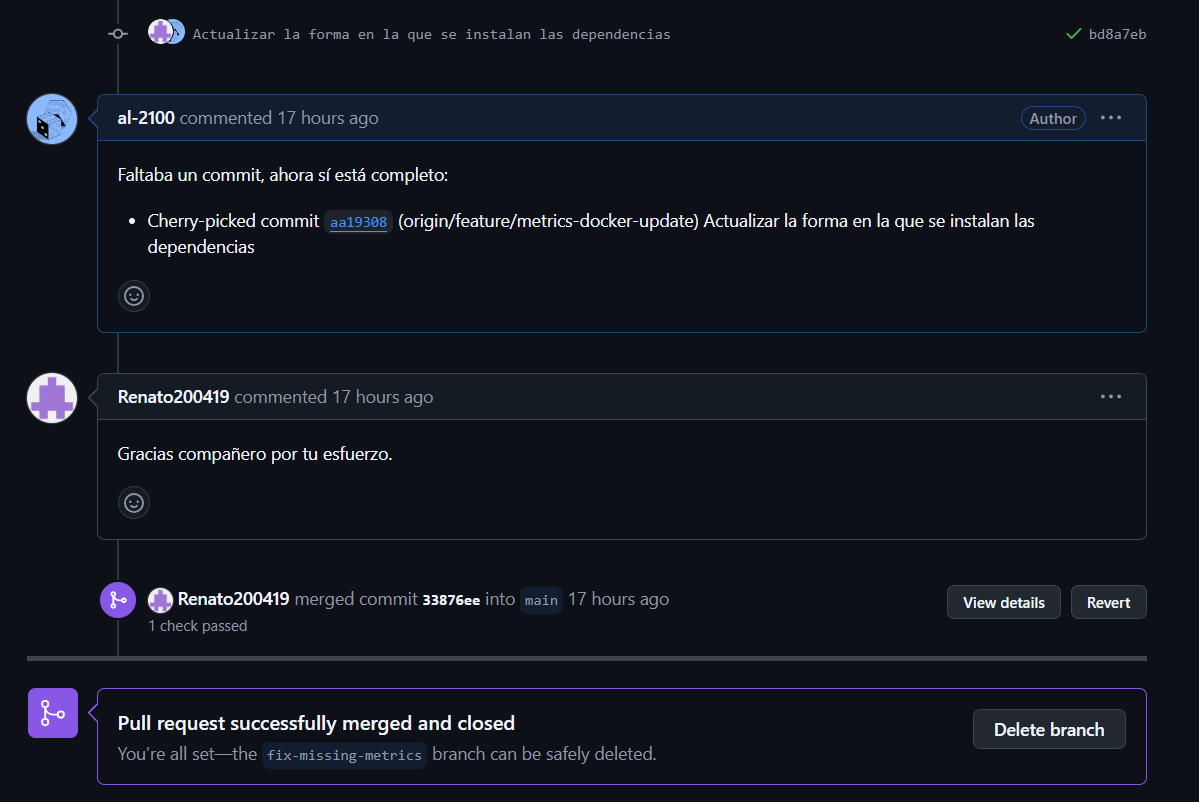 Actualizar la forma en la que se instalan las dependencias bd8a7eb
al-2100 commented 17 hours ago Author
Faltaba un commit, ahora sí está completo:
Cherry-picked commit aa19308 (origin/feature/metrics-docker-update) Actualizar la forma en la que se instalan las
dependencias
Renato200419 commented 17 hours ago
Gracias compañero por tu esfuerzo.
Renato200419 merged commit 33876ee into main 17 hours ago View details Revert
1 check passed
Pull request successfully merged and closed
You're all set—the fix-missing-metrics branch can be safely deleted. Delete branch